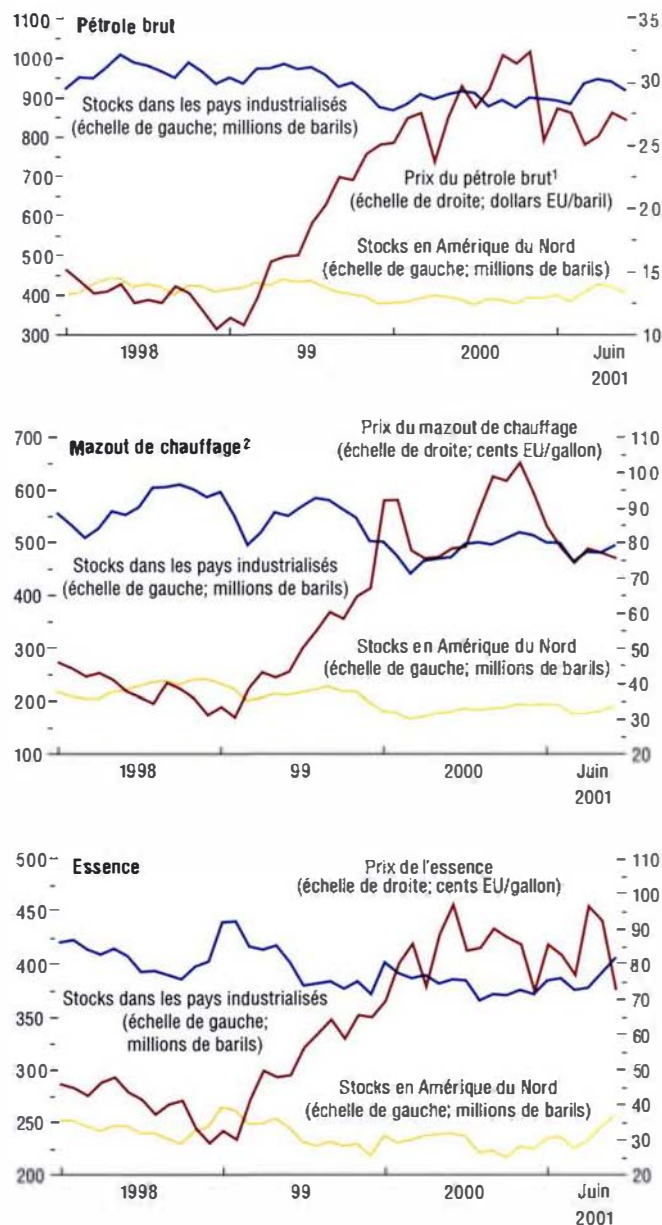 Pétrole brut
1100
1000
900
800
700
600
500
400
300
35
30
25
20
15
10
Stocks dans les pays industrialisés
(échelle de gauche; millions de barils)
Prix du pétrole brut¹
(échelle de droite; dollars EU/baril)
Stocks en Amérique du Nord
(échelle de gauche; millions de barils)
1998
99
2000
Juin
2001
Mazout de chauffage²
700
600
500
400
300
200
100
110
100
90
80
70
60
50
40
30
20
Prix du mazout de chauffage
(échelle de droite; cents EU/gallon)
Stocks dans les pays industrialisés
(échelle de gauche; millions de barils)
Stocks en Amérique du Nord
(échelle de gauche; millions de barils)
1998
99
2000
Juin
2001
Essence
500
450
400
350
300
250
200
110
100
90
80
70
60
50
40
30
20
Prix de l'essence
(échelle de droite; cents EU/gallon)
Stocks dans les pays industrialisés
(échelle de gauche;
millions de barils)
Stocks en Amérique du Nord
(échelle de gauche; millions de barils)
1998
99
2000
Juin
2001